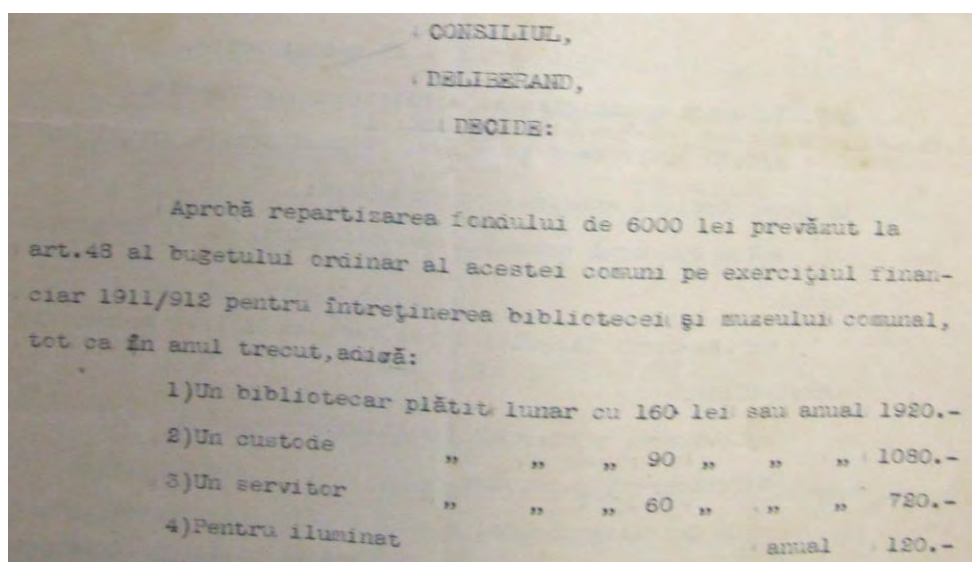 CONSILIUL,
DELIBERAND,
DECIDE:
Aprobă repartizarea fondului de 6000 lei prevăzut la
art.48 al bugetului ordinar al acestei comuni pe exerciţiul finan-
ciar 1911/912 pentru întreţinerea bibliotecei şi muzeului comunal,
tot ca în anul trecut,adică:
1)Un bibliotecar plătit lunar cu 160 lei sau anual 1920.-
2)Un custode „ „ „ 90 „ „ „ 1080.-
3)Un servitor „ „ „ 60 „ „ „ 720.-
4)Pentru iluminat anual 120.-